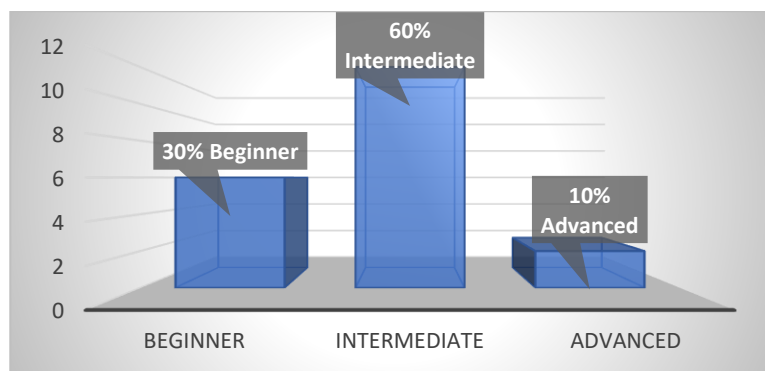 12
10
8
6
4
2
0
30% Beginner
60%
Intermediate
10%
Advanced
BEGINNER INTERMEDIATE ADVANCED